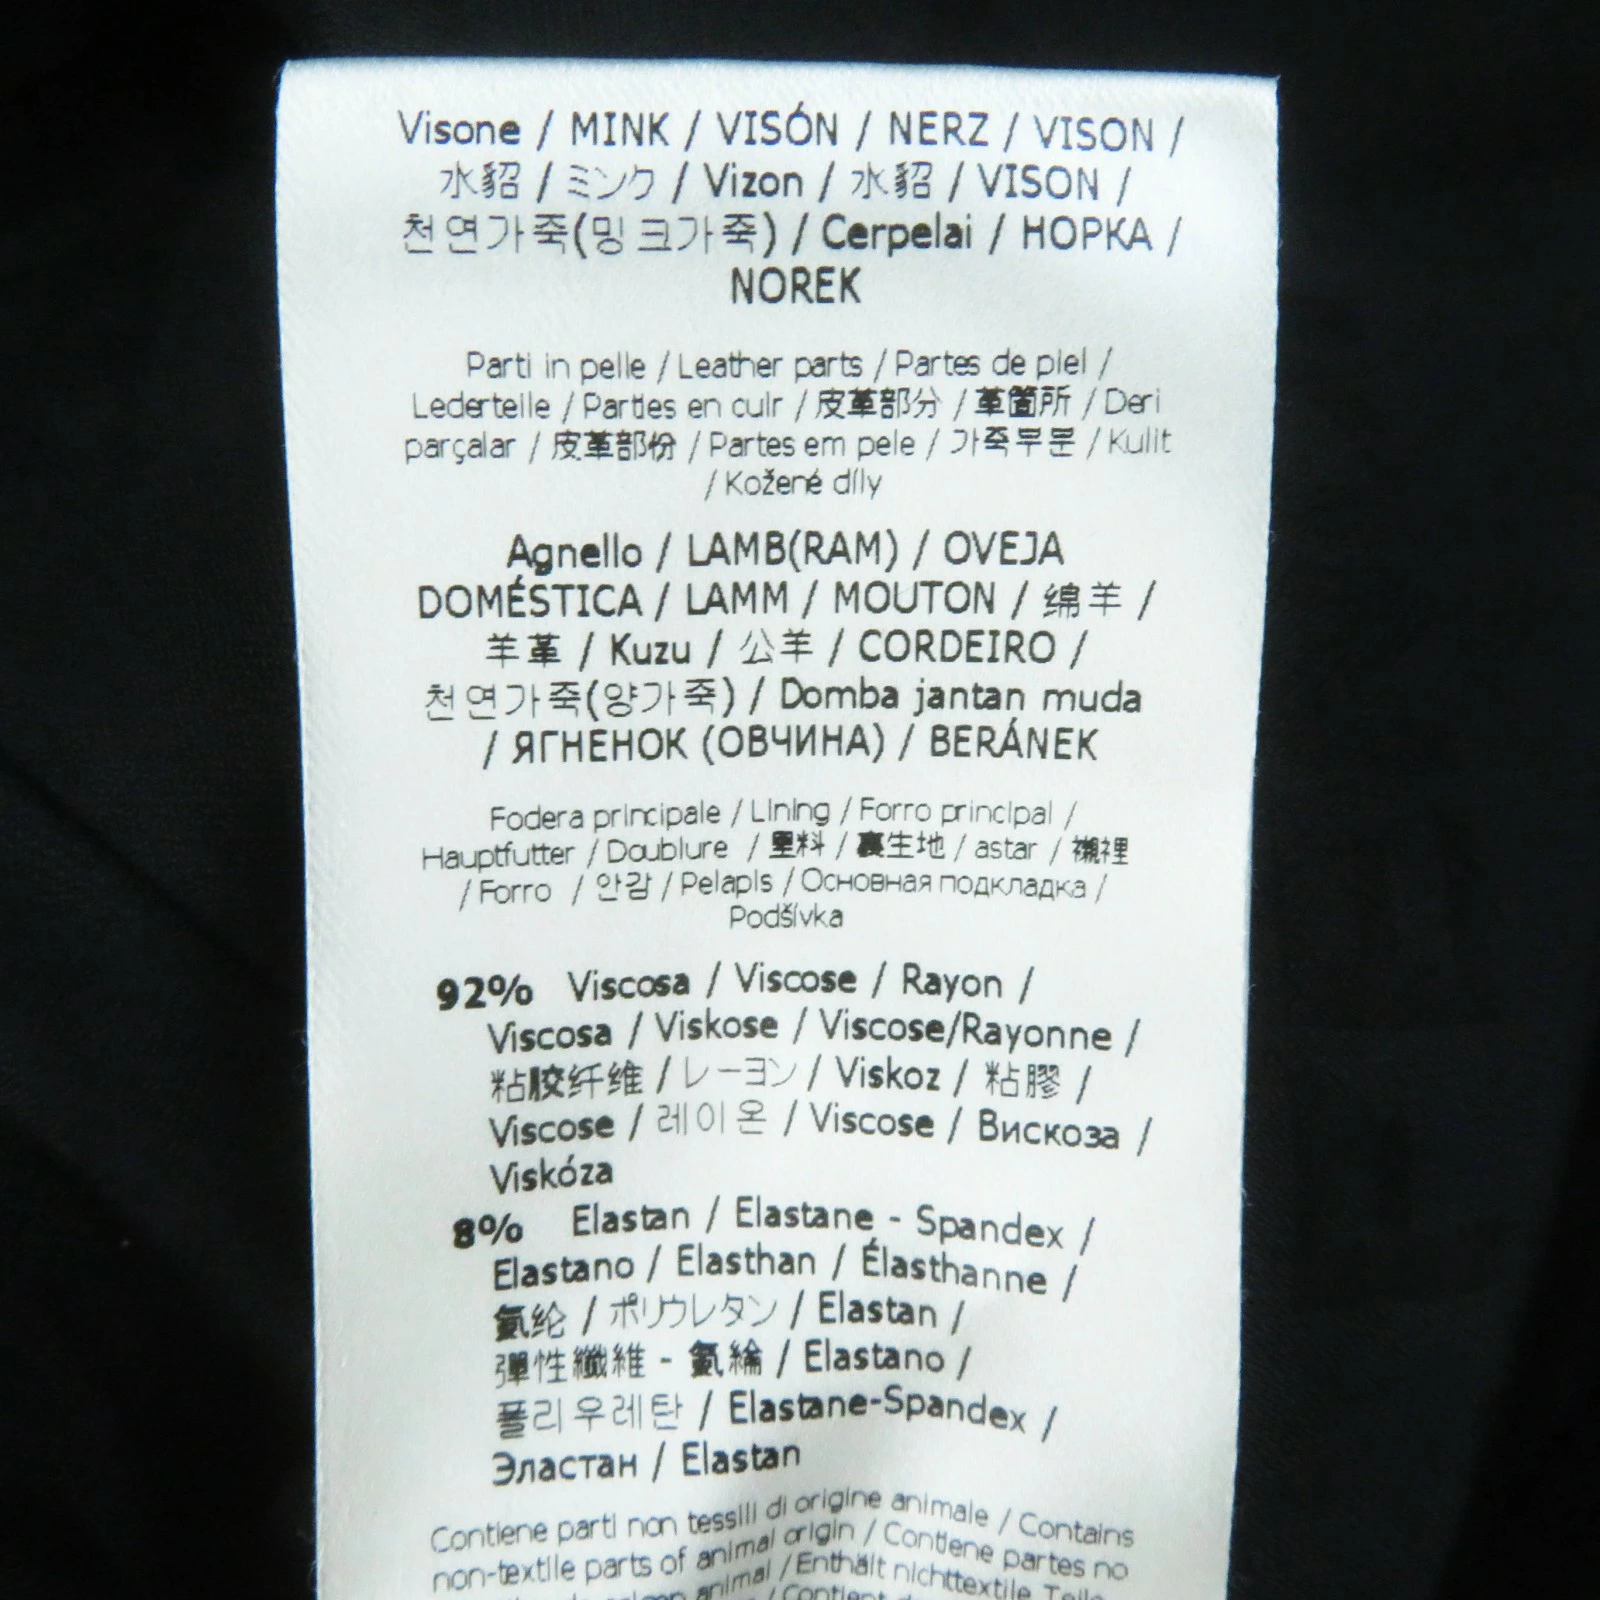 Visone / MINK / VISÓN / NERZ / VISON /
水貂 / ミンク / Vizon / 水貂 / VISON /
천연가죽(밍크가죽) / Cerpelai / НОРКА /
NOREK
Parti in pelle / Leather parts / Partes de piel /
Lederteile / Parties en cuir / 皮革部分 / 革箇所 / Deri
parçalar / 皮革部份 / Partes em pele / 가죽부분 / Kulit
/ Kožené díly
Agnello / LAMB(RAM) / OVEJA
DOMÉSTICA / LAMM / MOUTON / 绵羊 /
羊革 / Kuzu / 公羊 / CORDEIRO /
천연가죽(양가죽) / Domba jantan muda
/ ЯГНЕНОК (ОВЧИНА) / BERÁNEK
Fodera principale / Lining / Forro principal /
Hauptfutter / Doublure / 里料 / 裏生地 / astar / 襯裡
/ Forro / 안감 / Pelapis / Основная подкладка /
Podšívka
92% Viscosa / Viscose / Rayon /
Viscosa / Viskose / Viscose/Rayonne /
粘胶纤维 / レーヨン / Viskoz / 粘膠 /
Viscose / 레이온 / Viscose / Вискоза /
Viskóza
8% Elastan / Elastane - Spandex /
Elastano / Elasthan / Élasthanne /
氨纶 / ポリウレタン / Elastan /
彈性纖維 - 氨綸 / Elastano /
폴리우레탄 / Elastane-Spandex /
Эластан / Elastan
Contiene parti non tessili di origine animale / Contains
non-textile parts of animal origin / Contiene partes no
animal / Enthält nichttextile Teile
/ Contient